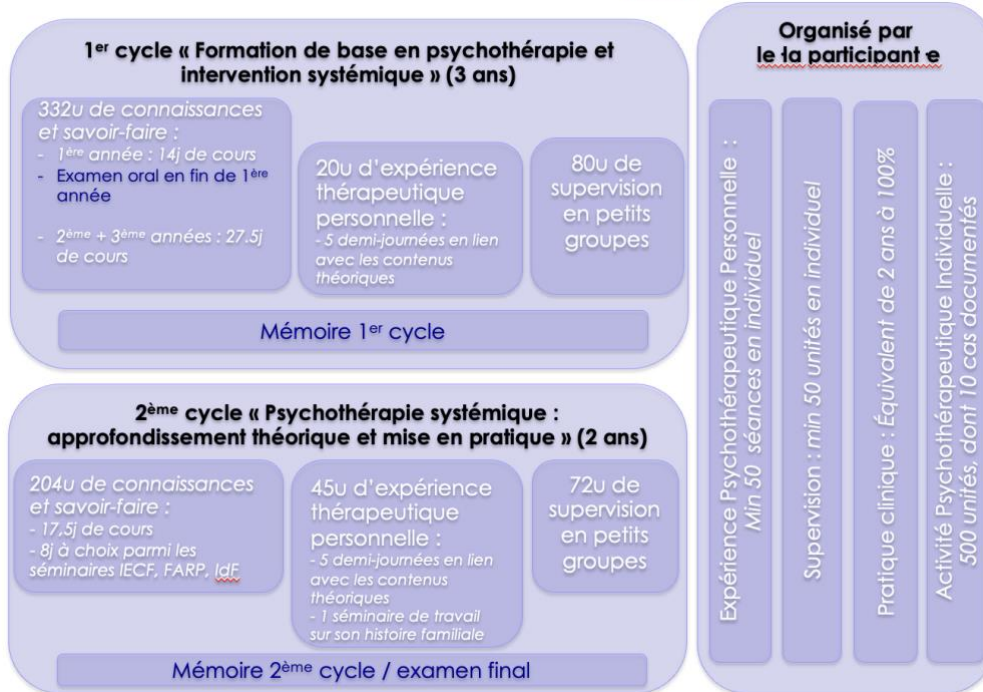 1er cycle « Formation de base en psychothérapie et
intervention systémique » (3 ans)
332u de connaissances
et savoir-faire :
- 1ère année : 14j de cours
- Examen oral en fin de 1ère
année
- 2ème + 3ème années : 27.5j
de cours
20u d'expérience
thérapeutique
personnelle :
- 5 demi-journées en lien
avec les contenus
théoriques
80u de
supervision
en petits
groupes
Mémoire 1er cycle
2ème cycle « Psychothérapie systémique :
approfondissement théorique et mise en pratique » (2 ans)
204u de connaissances
et savoir-faire :
- 17,5j de cours
- 8j à choix parmi les
séminaires IECF, FARP, IdF
45u d'expérience
thérapeutique
personnelle :
- 5 demi-journées en lien
avec les contenus
théoriques
- 1 séminaire de travail
sur son histoire familiale
72u de
supervision
en petits
groupes
Mémoire 2ème cycle / examen final
Organisé par
le·la participant·e
Expérience Psychothérapeutique Personnelle :
Min 50 séances en individuel
Supervision : min 50 unités en individuel
Pratique clinique : Équivalent de 2 ans à 100%
Activité Psychothérapeutique Individuelle :
500 unités, dont 10 cas documentés